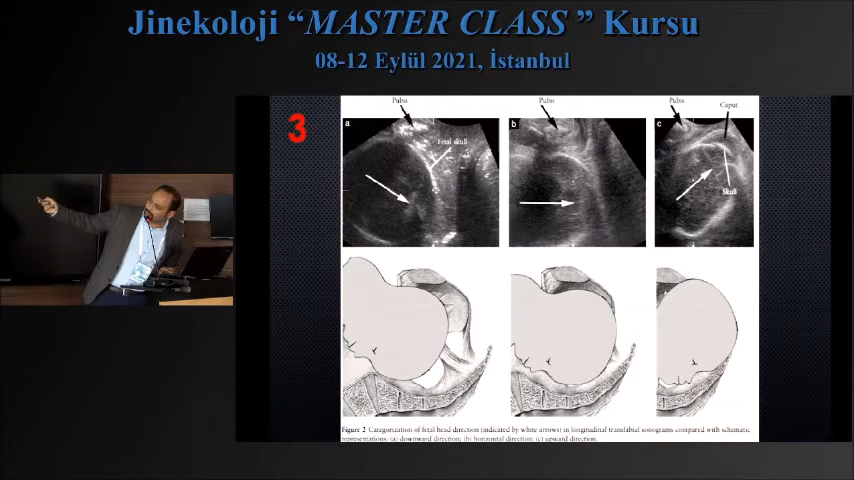 Jinekoloji “MASTER CLASS ” Kursu
08-12 Eylül 2021, İstanbul
3
Pubis
Pubis
Pubis
Caput
a
b
c
Fetal skull
Skull
Figure 2 Categorization of fetal head direction (indicated by white arrows) in longitudinal translabial sonograms compared with schematic
representations: (a) downward direction; (b) horizontal direction; (c) upward direction.